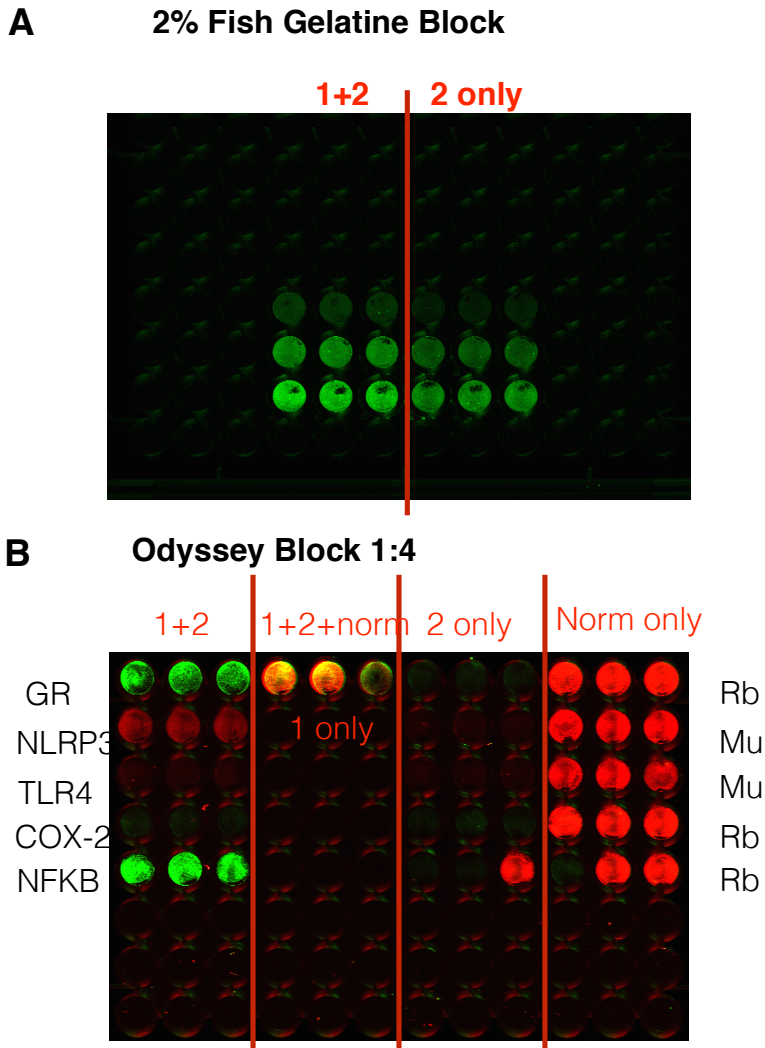 A
2% Fish Gelatine Block
1+2
2 only
B
Odyssey Block 1:4
1+2
1+2+norm
2 only
Norm only
GR
Rb
1 only
NLRP3
Mu
TLR4
Mu
COX-2
Rb
NFKB
Rb